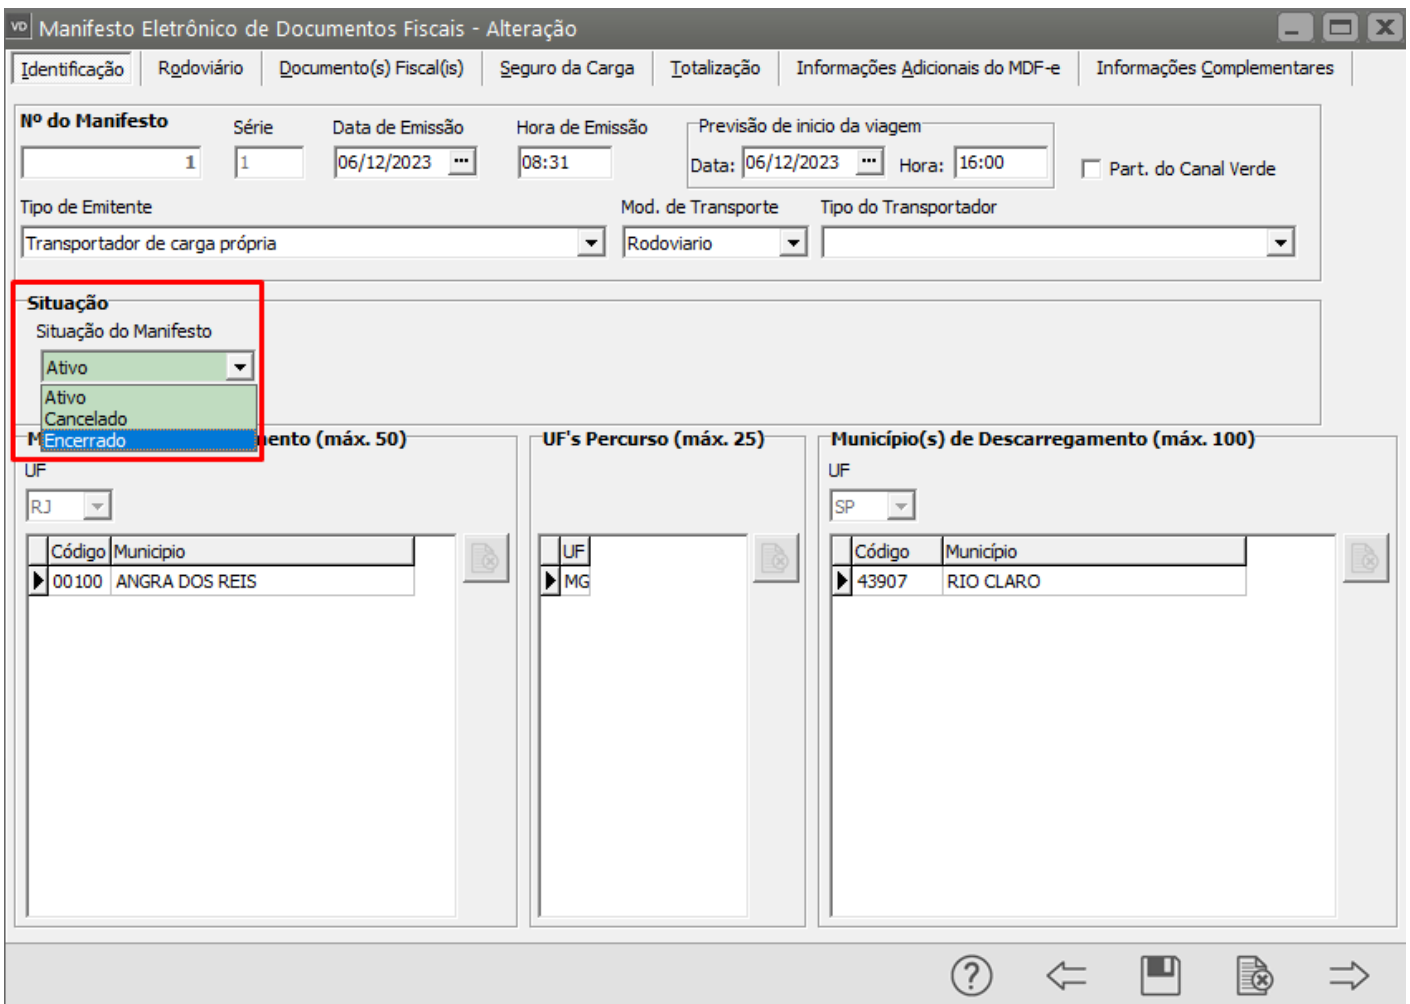 VD Manifesto Eletrônico de Documentos Fiscais - Alteração
Identificação Rodoviário Documento(s) Fiscal(is) Seguro da Carga Totalização Informações Adicionais do MDF-e Informações Complementares
Nº do Manifesto Série Data de Emissão Hora de Emissão Previsão de inicio da viagem
1 1 06/12/2023 ... 08:31 Data: 06/12/2023 ... Hora: 16:00 Part. do Canal Verde
Tipo de Emitente Mod. de Transporte Tipo do Transportador
Transportador de carga própria Rodoviario
Situação
Situação do Manifesto
Ativo
Ativo
Cancelado
Encerrado
M ento (máx. 50) UF's Percurso (máx. 25) Município(s) de Descarregamento (máx. 100)
UF UF
RJ SP
Código Municipio UF Código Município
00100 ANGRA DOS REIS MG 43907 RIO CLARO
?